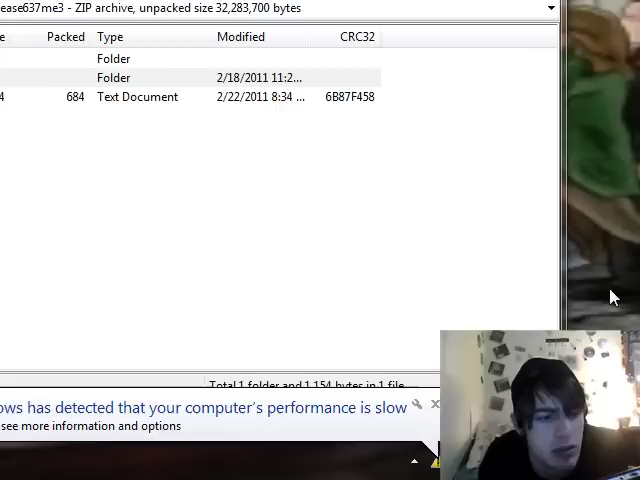 ease637me3 - ZIP archive, unpacked size 32,283,700 bytes
e Packed Type Modified CRC32
Folder
Folder 2/18/2011 11:2...
4 684 Text Document 2/22/2011 8:34 ... 6B87F458
Total 1 folder and 1,154 bytes in 1 file
ows has detected that your computer's performance is slow
see more information and options